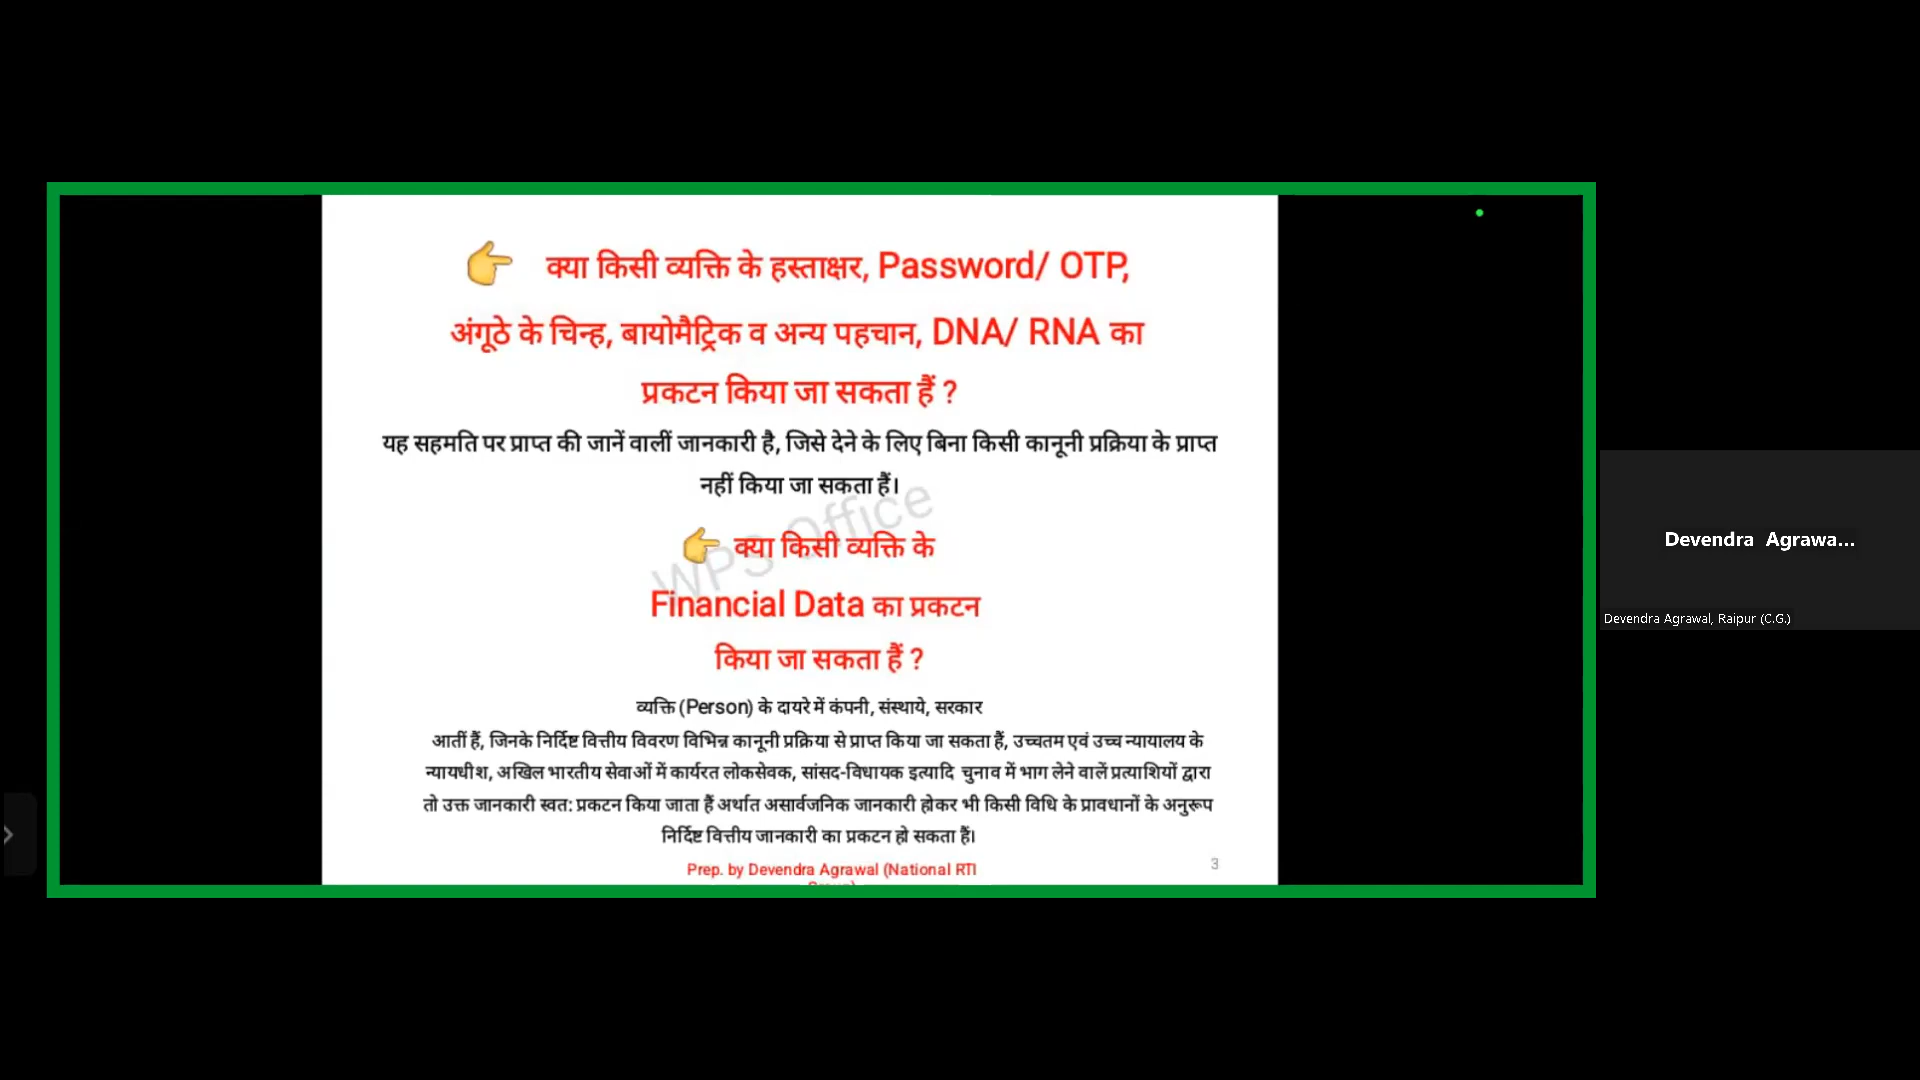 क्या किसी व्यक्ति के हस्ताक्षर, Password/ OTP,
अंगूठे के चिन्ह, बायोमैट्रिक व अन्य पहचान, DNA/ RNA का
प्रकटन किया जा सकता हैं ?
यह सहमति पर प्राप्त की जानें वालीं जानकारी है, जिसे देने के लिए बिना किसी कानूनी प्रक्रिया के प्राप्त
नहीं किया जा सकता हैं।
WPS Office
क्या किसी व्यक्ति के
Financial Data का प्रकटन
किया जा सकता हैं ?
व्यक्ति (Person) के दायरे में कंपनी, संस्थाये, सरकार
आतीं हैं, जिनके निर्दिष्ट वित्तीय विवरण विभिन्न कानूनी प्रक्रिया से प्राप्त किया जा सकता हैं, उच्चतम एवं उच्च न्यायालय के
न्यायधीश, अखिल भारतीय सेवाओं में कार्यरत लोकसेवक, सांसद-विधायक इत्यादि चुनाव में भाग लेने वालें प्रत्याशियों द्वारा
तो उक्त जानकारी स्वत: प्रकटन किया जाता हैं अर्थात असार्वजनिक जानकारी होकर भी किसी विधि के प्रावधानों के अनुरूप
निर्दिष्ट वित्तीय जानकारी का प्रकटन हो सकता हैं।
Prep. by Devendra Agrawal (National RTI
3
Devendra Agrawa...
Devendra Agrawal, Raipur (C.G.)